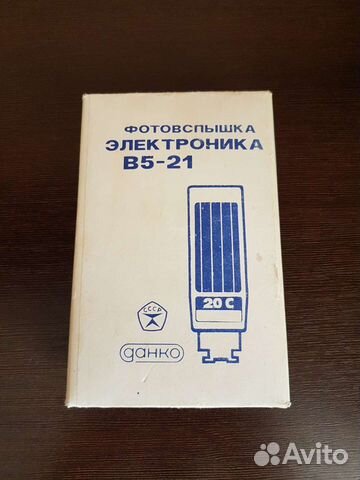 ФОТОВСПЫШКА
ЭЛЕКТРОНИКА
В5-21
20 С
СССР
данко
Avito